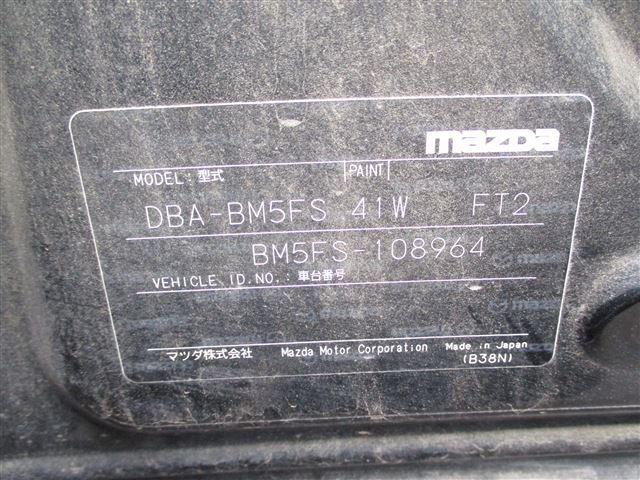 mazda
MODEL:型式 PAINT
DBA-BM5FS 41W FT2
BM5FS-108964
VEHICLE ID.NO.:車台番号
マツダ株式会社 Mazda Motor Corporation Made in Japan
(B38N)